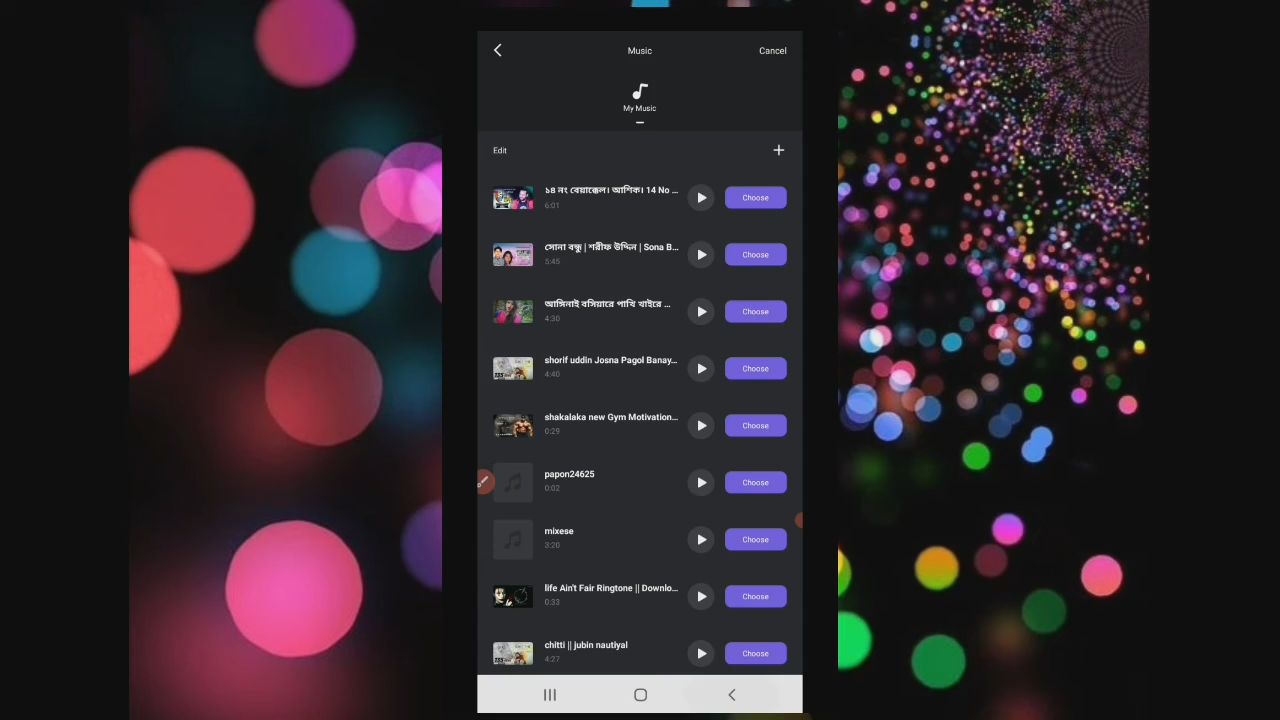 Music
Cancel
My Music
Edit
১৪ নং বেয়াক্কেল। আশিক। 14 No ...
6:01
Choose
সোনা বন্ধু | শরীফ উদ্দিন | Sona B...
5:45
Choose
আঙ্গিনাই বসিয়ারে পাখি খাইরে ...
4:30
Choose
shorif uddin Josna Pagol Banay...
4:40
Choose
shakalaka new Gym Motivation...
0:29
Choose
papon24625
0:02
Choose
mixese
3:20
Choose
life Ain't Fair Ringtone || Downlo...
0:33
Choose
chitti || jubin nautiyal
4:27
Choose